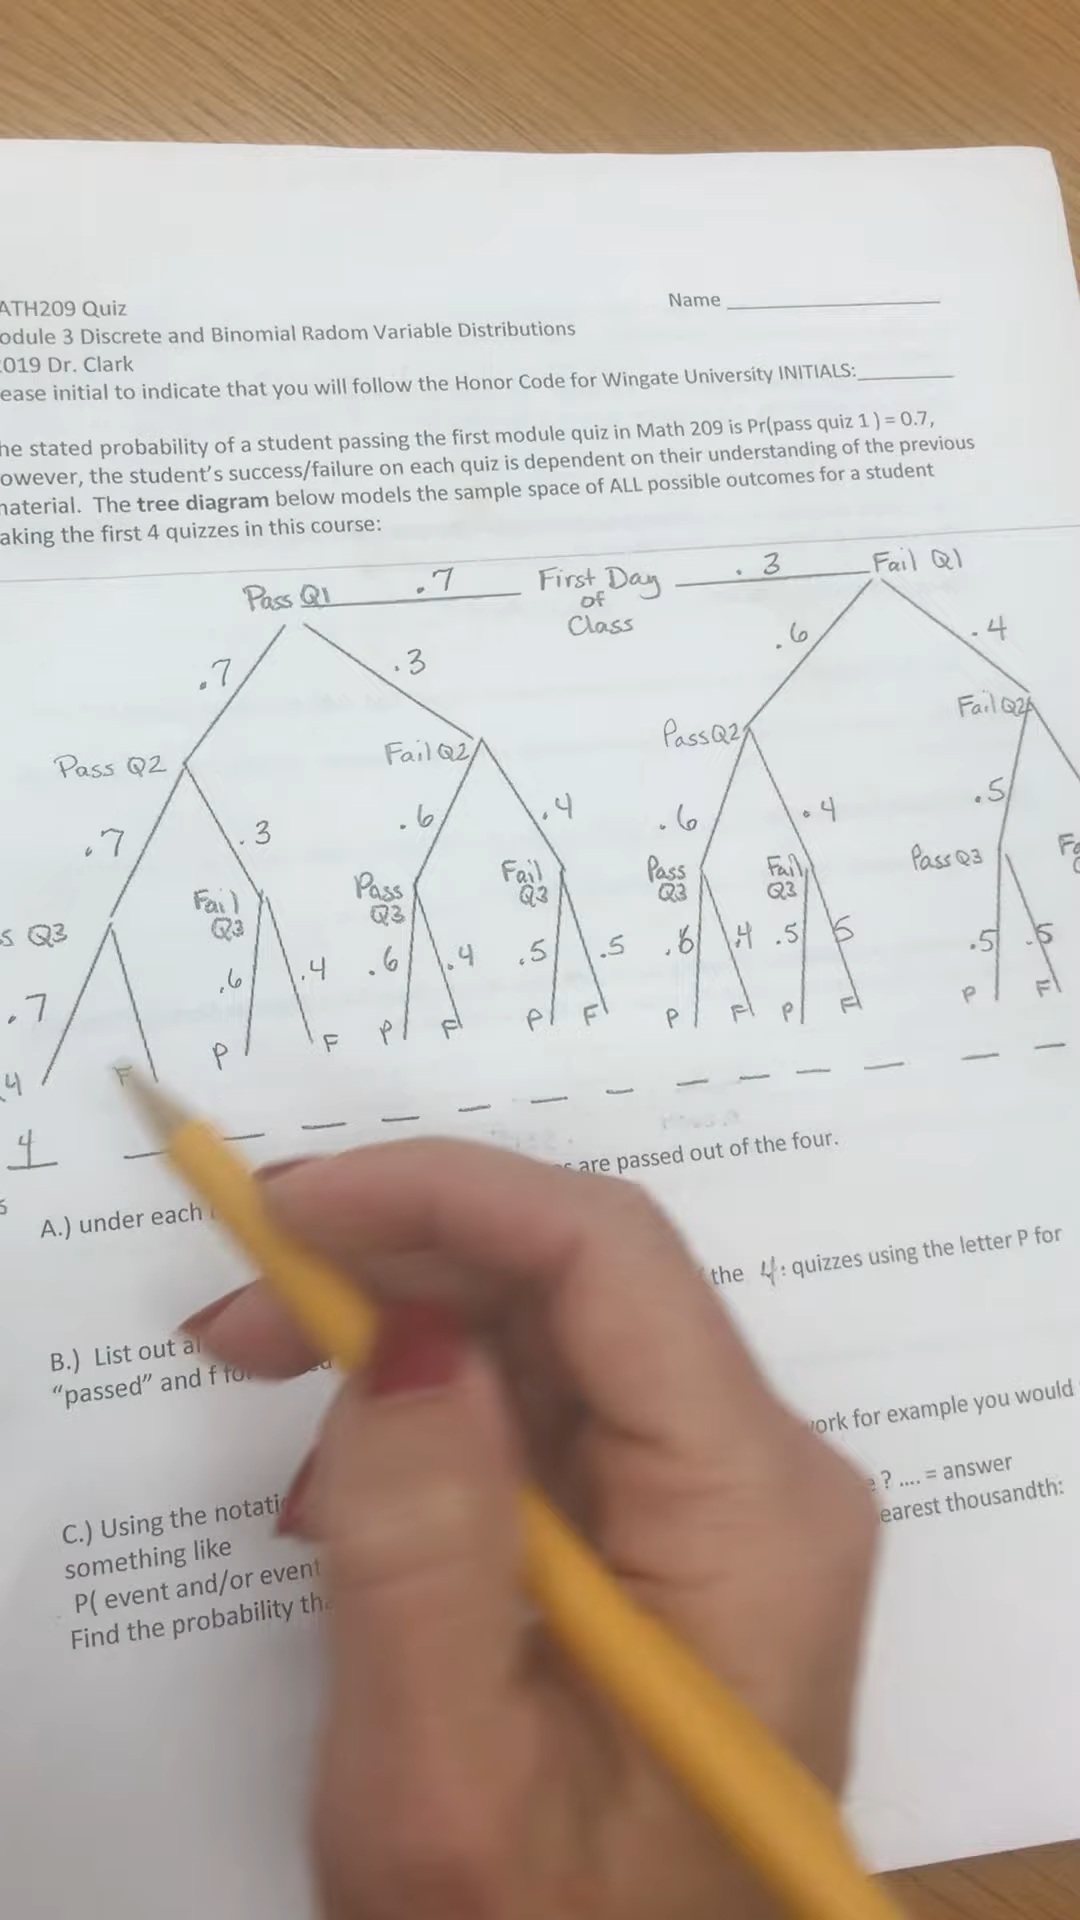 ATH209 Quiz
Name
odule 3 Discrete and Binomial Radom Variable Distributions
2019 Dr. Clark
ease initial to indicate that you will follow the Honor Code for Wingate University INITIALS:
he stated probability of a student passing the first module quiz in Math 209 is Pr(pass quiz 1 ) = 0.7,
owever, the student's success/failure on each quiz is dependent on their understanding of the previous
material. The tree diagram below models the sample space of ALL possible outcomes for a student
aking the first 4 quizzes in this course:
Pass Q1 .7 First Day .3 Fail Q1
of
Class
.7 .3 .6 .4
Pass Q2 Fail Q2 Pass Q2 Fail Q2
.7 .3 .6 .4 .6 .4 .5
s Q3 Fail Q3 Pass Q3 Fail Q3 Pass Q3 Fail Q3 Pass Q3
.7 .6 .4 .6 .4 .5 .5 .6 .4 .5 5 .5 .5
4 F P F P F P F P F P F P F
4
are passed out of the four.
A.) under each
the 4: quizzes using the letter P for
B.) List out al
"passed" and f for
work for example you would
C.) Using the notati
something like
? .... = answer
P( event and/or event
earest thousandth:
Find the probability tha